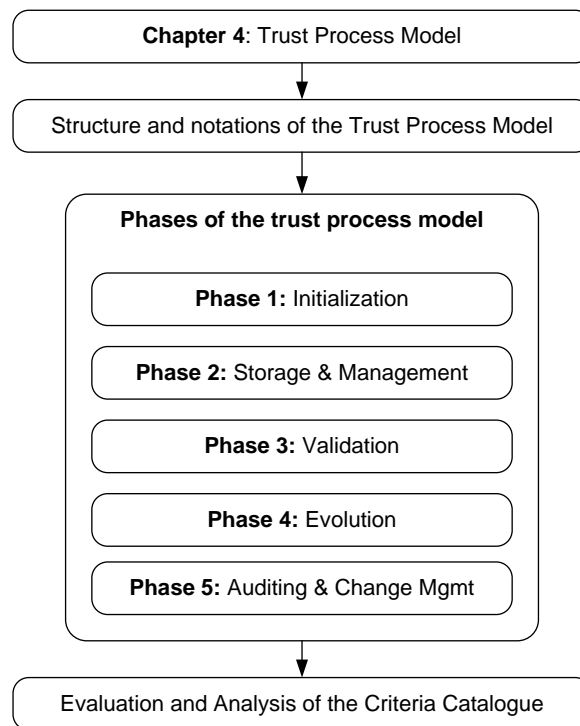 Chapter 4: Trust Process Model
Structure and notations of the Trust Process Model
Phases of the trust process model
Phase 1: Initialization
Phase 2: Storage & Management
Phase 3: Validation
Phase 4: Evolution
Phase 5: Auditing & Change Mgmt
Evaluation and Analysis of the Criteria Catalogue